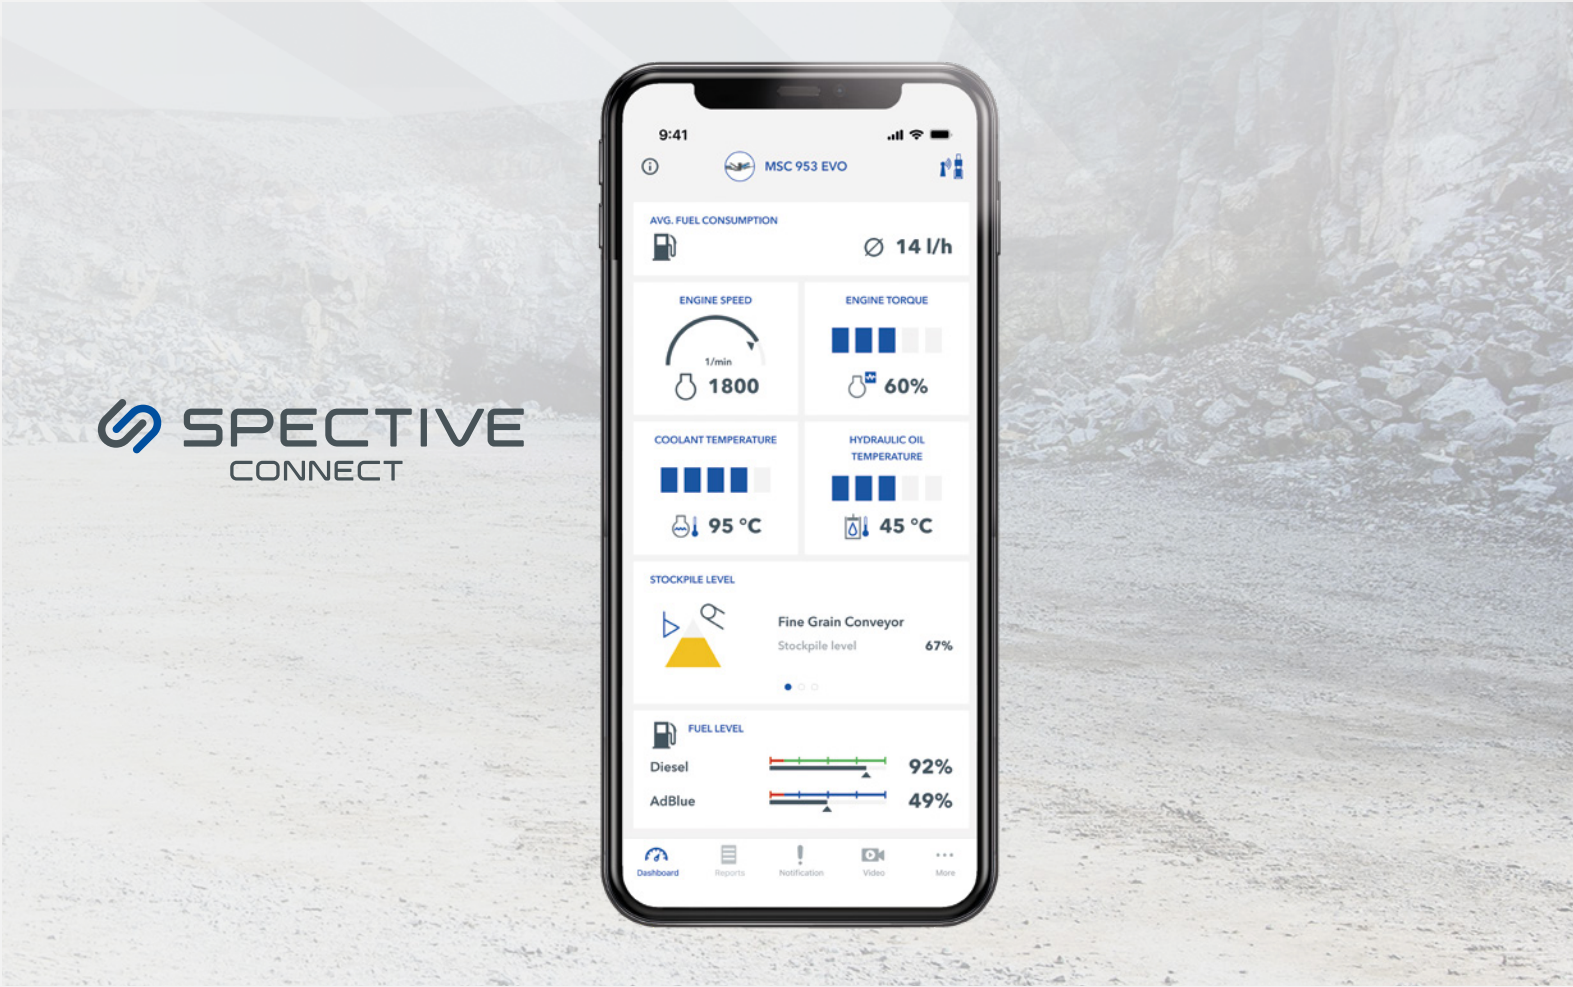 9:41
MSC 953 EVO
AVG. FUEL CONSUMPTION
14 l/h
ENGINE SPEED
1/min
1800
ENGINE TORQUE
60%
COOLANT TEMPERATURE
95 °C
HYDRAULIC OIL
TEMPERATURE
45 °C
SPECTIVE
CONNECT
STOCKPILE LEVEL
Fine Grain Conveyor
Stockpile level 67%
FUEL LEVEL
Diesel 92%
AdBlue 49%
Dashboard Reports Notification Video More